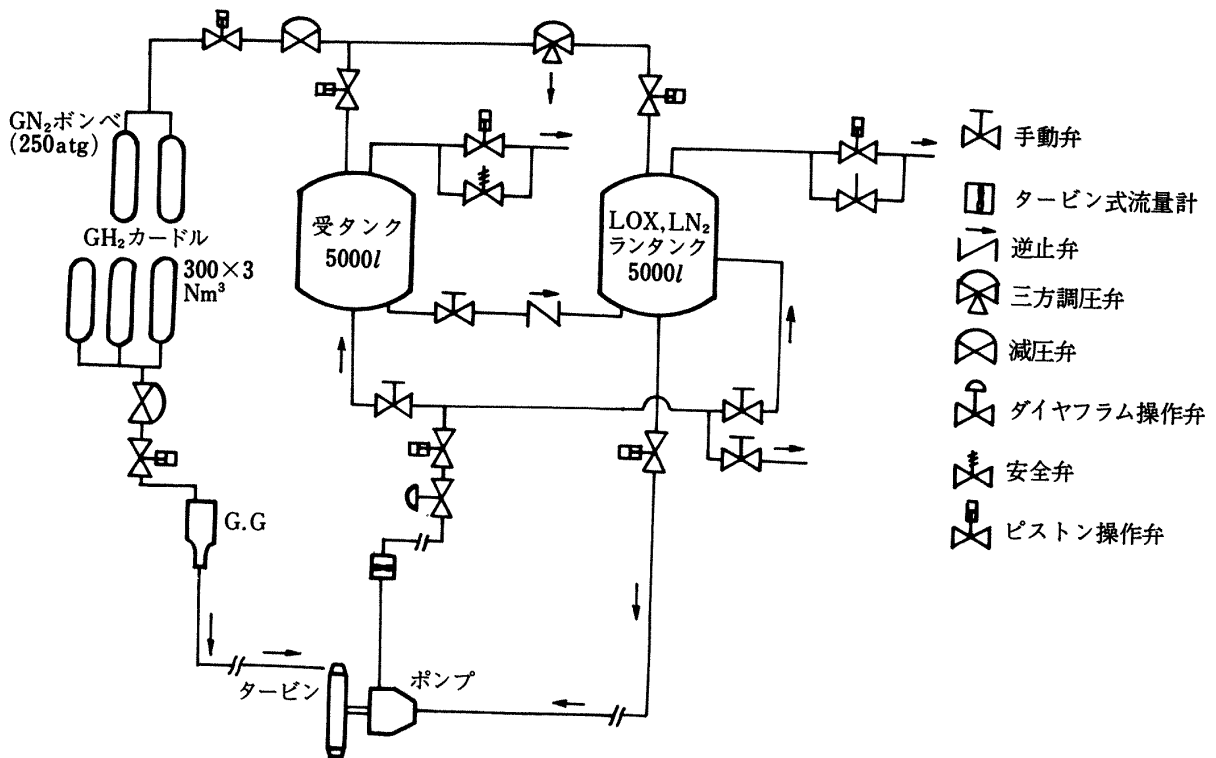 GN₂ボンベ
(250atg)
GH₂カードル
300×3
Nm³
G.G
タービン
ポンプ
受タンク
5000l
LOX,LN₂
ランタンク
5000l
手動弁
タービン式流量計
逆止弁
三方調圧弁
減圧弁
ダイヤフラム操作弁
安全弁
ピストン操作弁